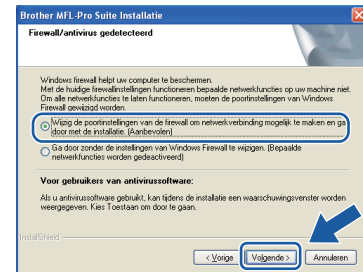 Brother MFL-Pro Suite Installatie
Firewall/antivirus gedetecteerd
Windows firewall helpt uw computer te beschermen.
Met de huidige firewallinstellingen functioneren bepaalde netwerkfuncties op uw machine niet.
Om alle netwerkfuncties te laten functioneren, moeten de poortinstellingen van Windows
Firewall gewijzigd worden.
Wijzig de poortinstellingen van de firewall om netwerkverbinding mogelijk te maken en ga
door met de installatie. (Aanbevolen)
Ga door zonder de instellingen van Windows Firewall te wijzigen. (Bepaalde
netwerkfuncties worden gedeactiveerd)
Voor gebruikers van antivirussoftware:
Als u antivirussoftware gebruikt, kan tijdens de installatie een waarschuwingsvenster worden
weergegeven. Kies Toestaan om door te gaan.
InstallShield
< Vorige
Volgende >
Annuleren